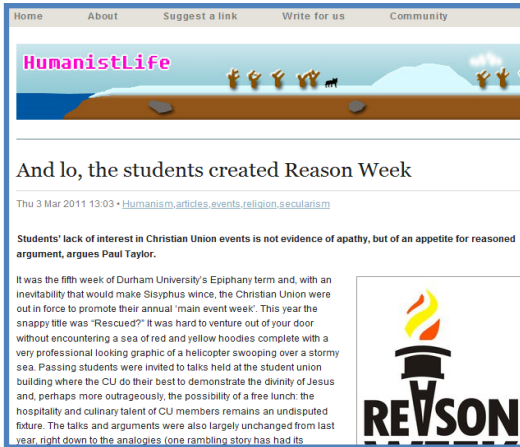 Home About Suggest a link Write for us Community
HumanistLife
And lo, the students created Reason Week
Thu 3 Mar 2011 13:03 • Humanism,articles,events,religion,secularism
Students' lack of interest in Christian Union events is not evidence of apathy, but of an appetite for reasoned
argument, argues Paul Taylor.
It was the fifth week of Durham University's Epiphany term and, with an
inevitability that would make Sisyphus wince, the Christian Union were
out in force to promote their annual 'main event week'. This year the
snappy title was "Rescued?" It was hard to venture out of your door
without encountering a sea of red and yellow hoodies complete with a
very professional looking graphic of a helicopter swooping over a stormy
sea. Passing students were invited to talks held at the student union
building where the CU do their best to demonstrate the divinity of Jesus
and, perhaps more outrageously, the possibility of a free lunch: the
hospitality and culinary talent of CU members remains an undisputed
fixture. The talks and arguments were also largely unchanged from last
year, right down to the analogies (one rambling story has had its
REASON